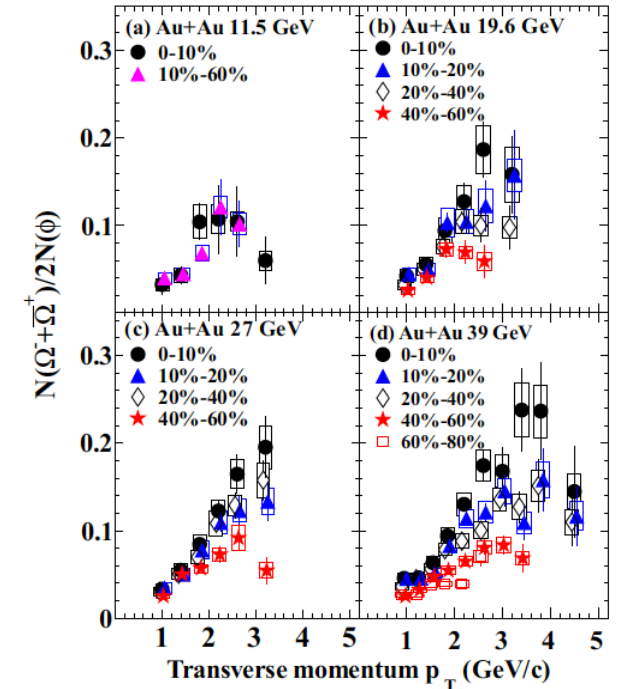 N(Ω⁻+Ω̅⁺)/2N(ϕ)
(a) Au+Au 11.5 GeV
0-10%
10%-60%
0.3
0.2
0.1
(b) Au+Au 19.6 GeV
0-10%
10%-20%
20%-40%
40%-60%
(c) Au+Au 27 GeV
0-10%
10%-20%
20%-40%
40%-60%
0.3
0.2
0.1
0
1 2 3 4 5
(d) Au+Au 39 GeV
0-10%
10%-20%
20%-40%
40%-60%
60%-80%
1 2 3 4 5
Transverse momentum p_T (GeV/c)